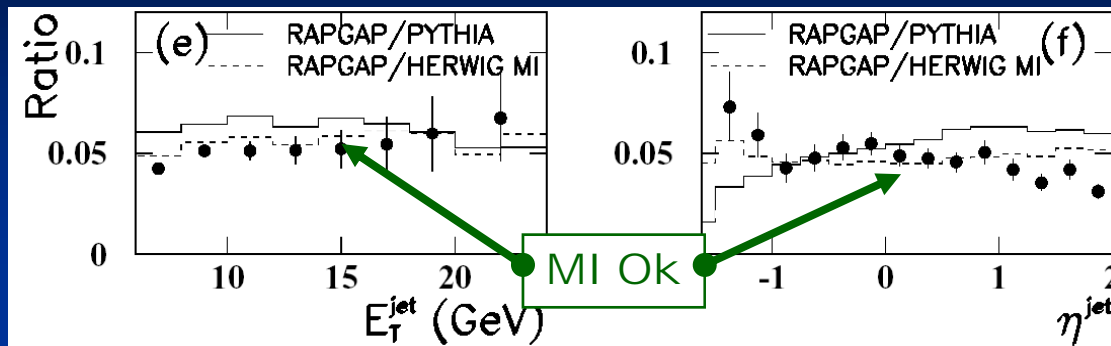 Ratio
0.1
0.05
0
(e)
RAPGAP/PYTHIA
RAPGAP/HERWIG MI
10 15 20
E_T^jet (GeV)
0.1
0.05
RAPGAP/PYTHIA
RAPGAP/HERWIG MI
(f)
-1 0 1 2
η^jet
MI Ok